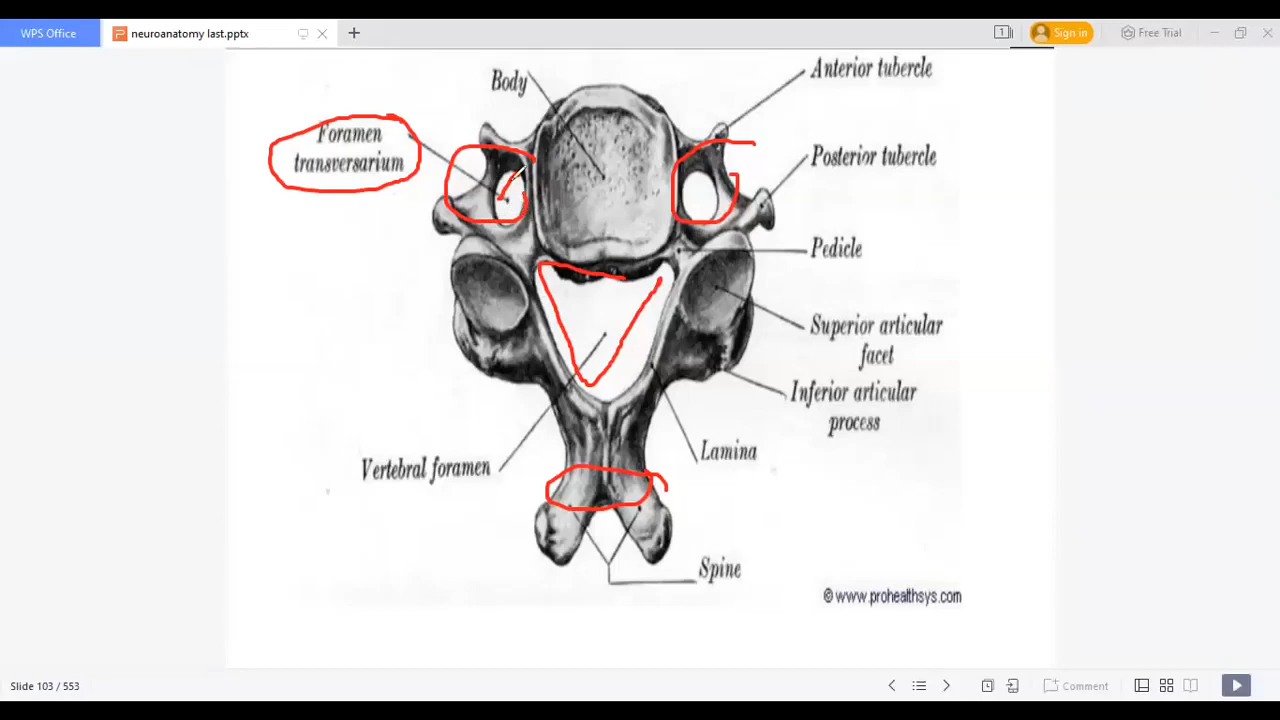 WPS Office
neuroanatomy last.pptx
1
Sign in
Free Trial
Body
Anterior tubercle
Foramen
transversarium
Posterior tubercle
Pedicle
Superior articular
facet
Inferior articular
process
Lamina
Vertebral foramen
Spine
© www.prohealthsys.com
Slide 103 / 553
Comment